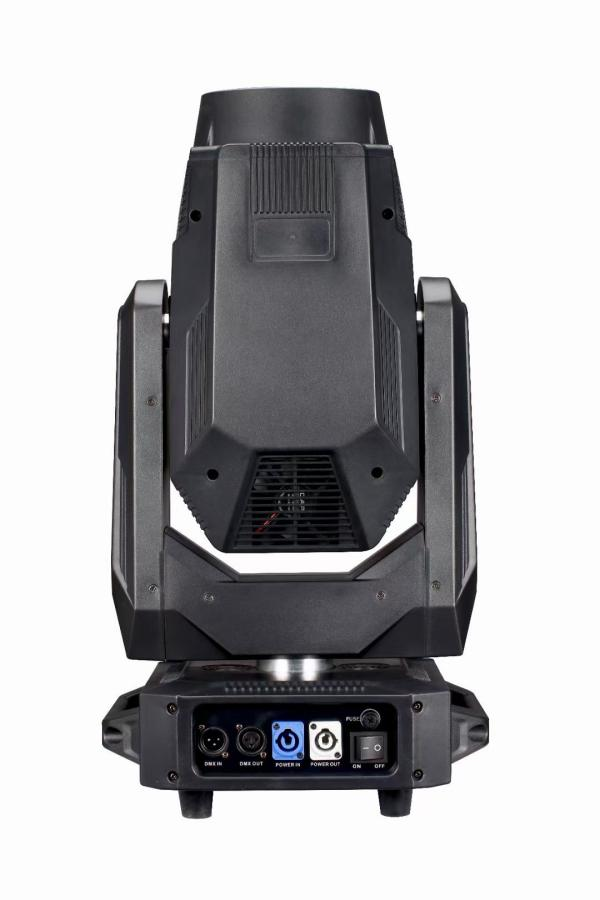 FUSE
DMX IN
DMX OUT
POWER IN
POWER OUT
ON
OFF